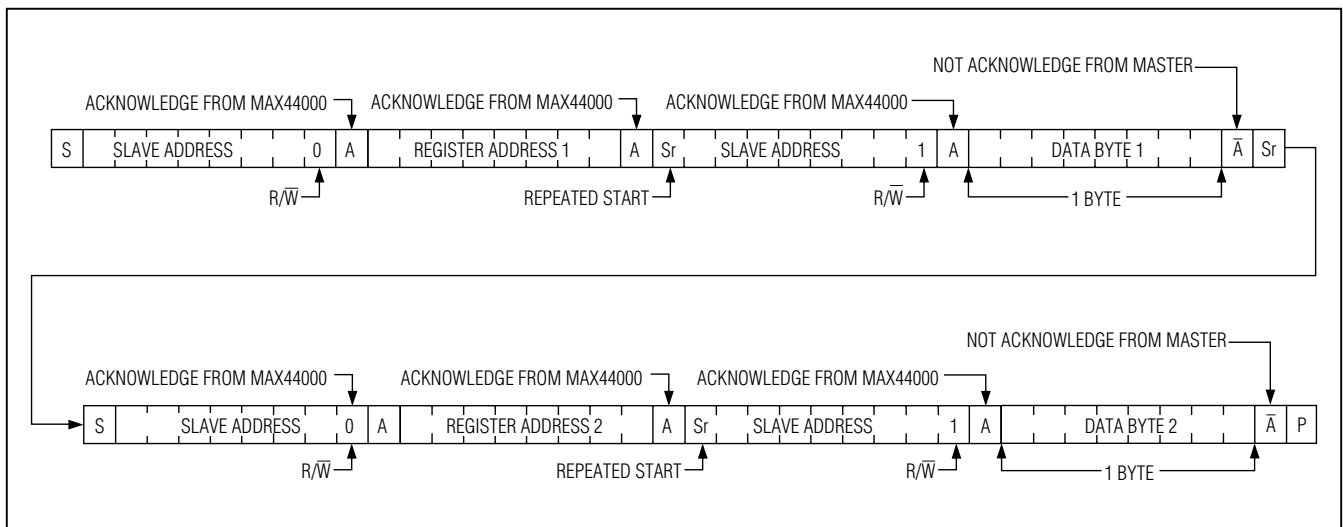 NOT ACKNOWLEDGE FROM MASTER
ACKNOWLEDGE FROM MAX44000 ACKNOWLEDGE FROM MAX44000 ACKNOWLEDGE FROM MAX44000
S SLAVE ADDRESS 0 A REGISTER ADDRESS 1 A Sr SLAVE ADDRESS 1 A DATA BYTE 1 A̅ Sr
R/W̅ REPEATED START R/W̅ 1 BYTE
NOT ACKNOWLEDGE FROM MASTER
ACKNOWLEDGE FROM MAX44000 ACKNOWLEDGE FROM MAX44000 ACKNOWLEDGE FROM MAX44000
S SLAVE ADDRESS 0 A REGISTER ADDRESS 2 A Sr SLAVE ADDRESS 1 A DATA BYTE 2 A̅ P
R/W̅ REPEATED START R/W̅ 1 BYTE